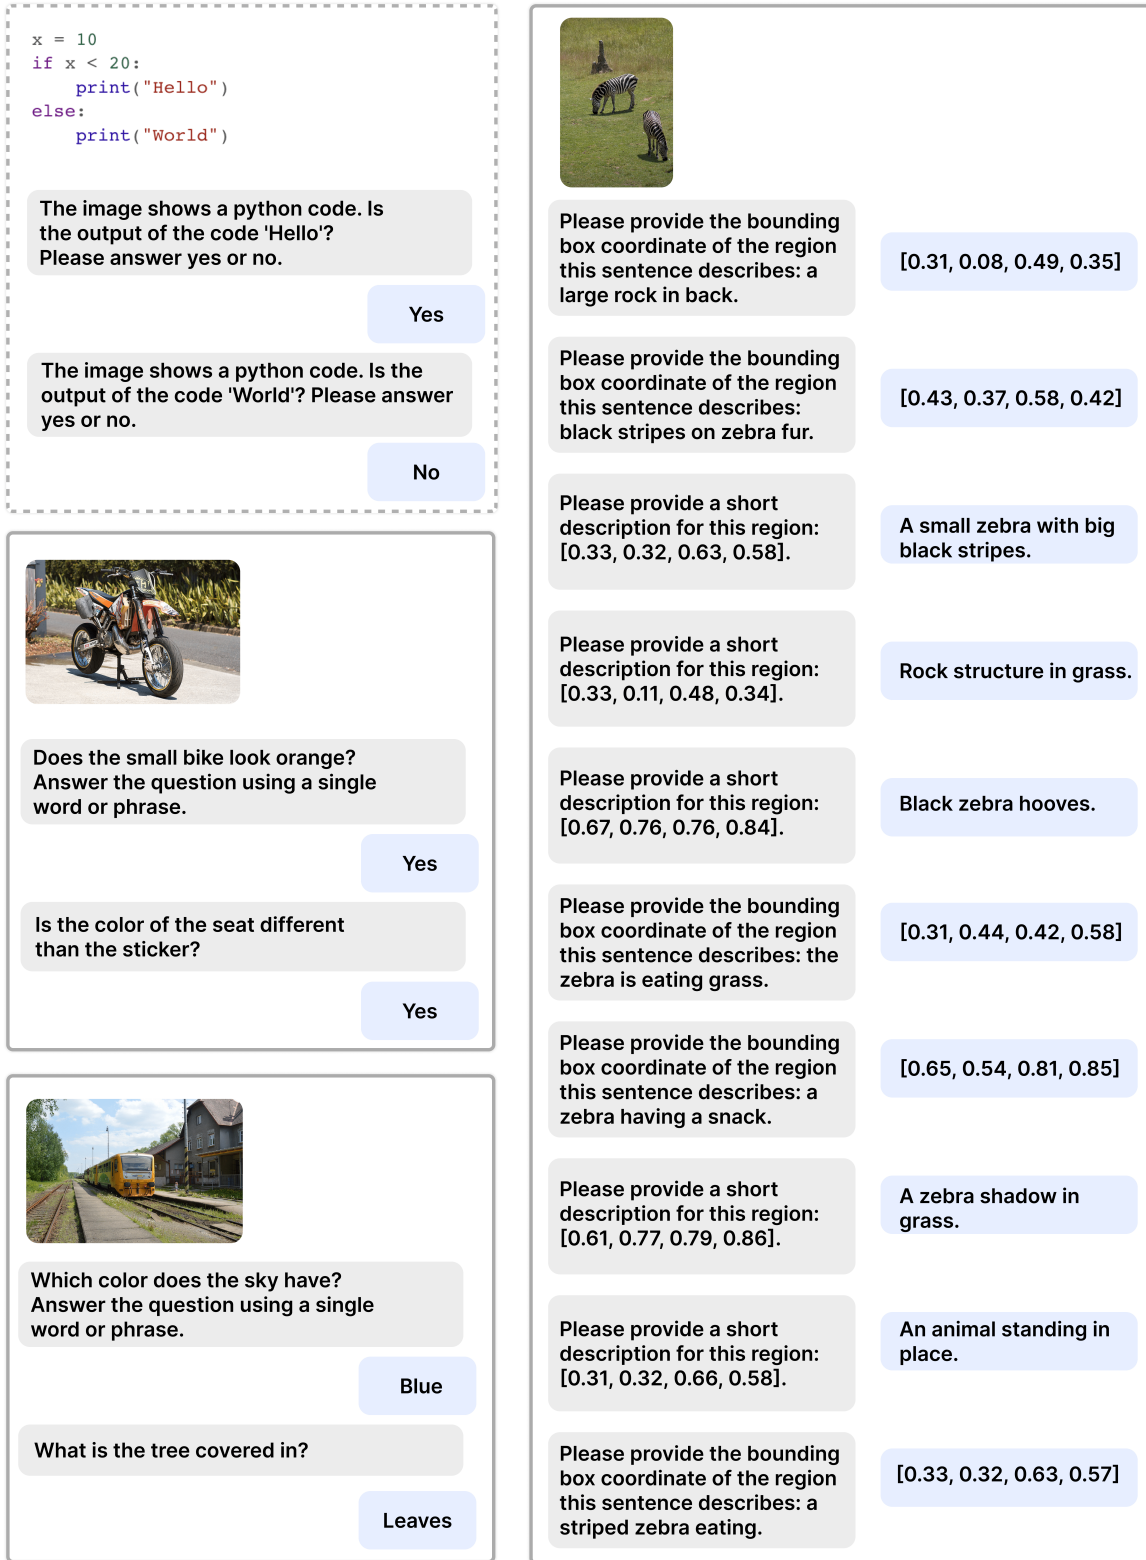 x = 10
if x < 20:
    print("Hello")
else:
    print("World")
The image shows a python code. Is
the output of the code 'Hello'?
Please answer yes or no.
Yes
The image shows a python code. Is the
output of the code 'World'? Please answer
yes or no.
No
Does the small bike look orange?
Answer the question using a single
word or phrase.
Yes
Is the color of the seat different
than the sticker?
Yes
Which color does the sky have?
Answer the question using a single
word or phrase.
Blue
What is the tree covered in?
Leaves
Please provide the bounding
box coordinate of the region
this sentence describes: a
large rock in back.
[0.31, 0.08, 0.49, 0.35]
Please provide the bounding
box coordinate of the region
this sentence describes:
black stripes on zebra fur.
[0.43, 0.37, 0.58, 0.42]
Please provide a short
description for this region:
[0.33, 0.32, 0.63, 0.58].
A small zebra with big
black stripes.
Please provide a short
description for this region:
[0.33, 0.11, 0.48, 0.34].
Rock structure in grass.
Please provide a short
description for this region:
[0.67, 0.76, 0.76, 0.84].
Black zebra hooves.
Please provide the bounding
box coordinate of the region
this sentence describes: the
zebra is eating grass.
[0.31, 0.44, 0.42, 0.58]
Please provide the bounding
box coordinate of the region
this sentence describes: a
zebra having a snack.
[0.65, 0.54, 0.81, 0.85]
Please provide a short
description for this region:
[0.61, 0.77, 0.79, 0.86].
A zebra shadow in
grass.
Please provide a short
description for this region:
[0.31, 0.32, 0.66, 0.58].
An animal standing in
place.
Please provide the bounding
box coordinate of the region
this sentence describes: a
striped zebra eating.
[0.33, 0.32, 0.63, 0.57]